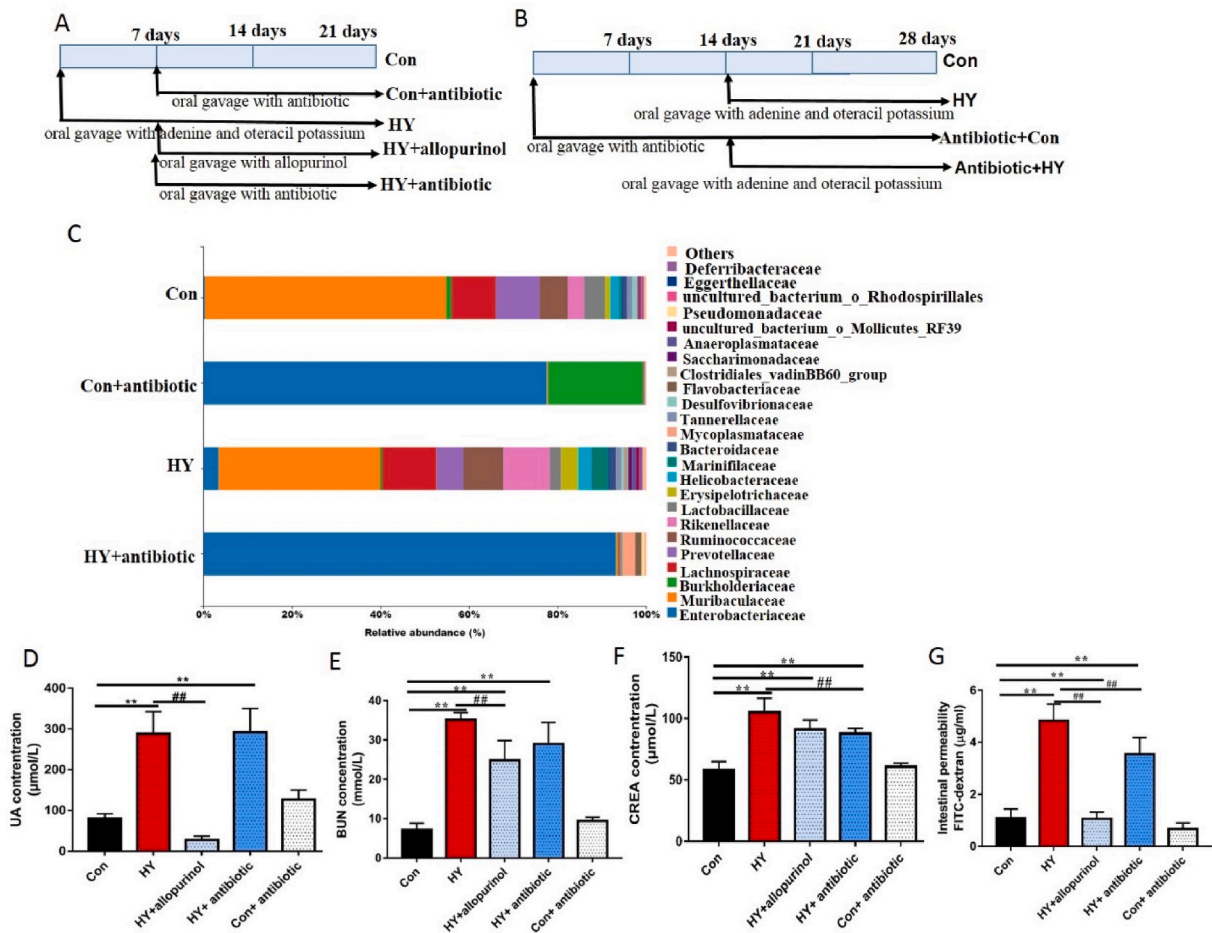 A
7 days
14 days
21 days
Con
oral gavage with antibiotic
Con+antibiotic
HY
oral gavage with adenine and oteracil potassium
oral gavage with allopurinol
HY+allopurinol
oral gavage with antibiotic
HY+antibiotic
B
7 days
14 days
21 days
28 days
Con
HY
oral gavage with adenine and oteracil potassium
Antibiotic+Con
oral gavage with antibiotic
Antibiotic+HY
oral gavage with adenine and oteracil potassium
C
Con
Con+antibiotic
HY
HY+antibiotic
0%
20%
40%
60%
80%
100%
Relative abundance (%)
Others
Deferribacteraceae
Eggerthellaceae
uncultured_bacterium_o_Rhodospirillales
Pseudomonadaceae
uncultured_bacterium_o_Mollicutes_RF39
Anaeroplasmataceae
Saccharimonadaceae
Clostridiales_vadinBB60_group
Flavobacteriaceae
Desulfovibrionaceae
Tannerellaceae
Mycoplasmataceae
Bacteroidaceae
Marinifilaceae
Helicobacteraceae
Erysipelotrichaceae
Lactobacillaceae
Rikenellaceae
Ruminococcaceae
Prevotellaceae
Lachnospiraceae
Burkholderiaceae
Muribaculaceae
Enterobacteriaceae
D
UA contrentration
(μmol/L)
400
300
200
100
0
**
**
##
Con
HY
HY+allopurinol
HY+ antibiotic
Con+ antibiotic
E
BUN concentration
(mmol/L)
40
30
20
10
0
**
**
**
##
Con
HY
HY+allopurinol
HY+ antibiotic
Con+ antibiotic
F
CREA contrentration
(μmol/L)
150
100
50
0
**
**
**
##
Con
HY
HY+allopurinol
HY+ antibiotic
Con+ antibiotic
G
Intestinal permeability
FITC-dextran (μg/ml)
6
4
2
0
**
**
**
##
##
Con
HY
HY+allopurinol
HY+ antibiotic
Con+ antibiotic